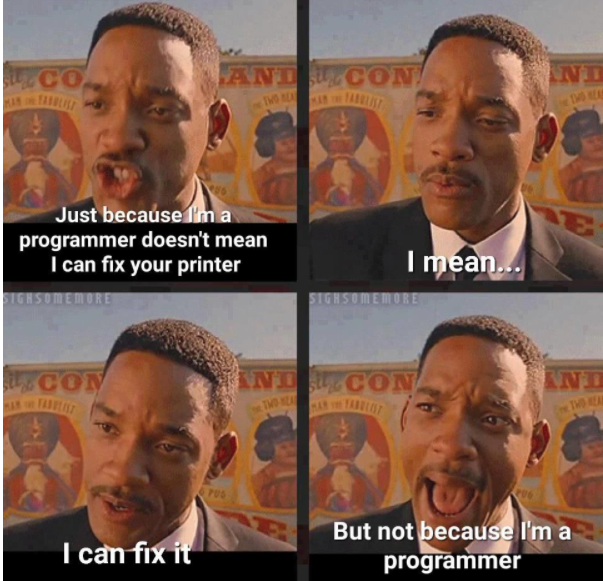 Just because I'm a
programmer doesn't mean
I can fix your printer
I mean...
SIGHSOMEMORE
SIGHSOMEMORE
I can fix it
But not because I'm a
programmer